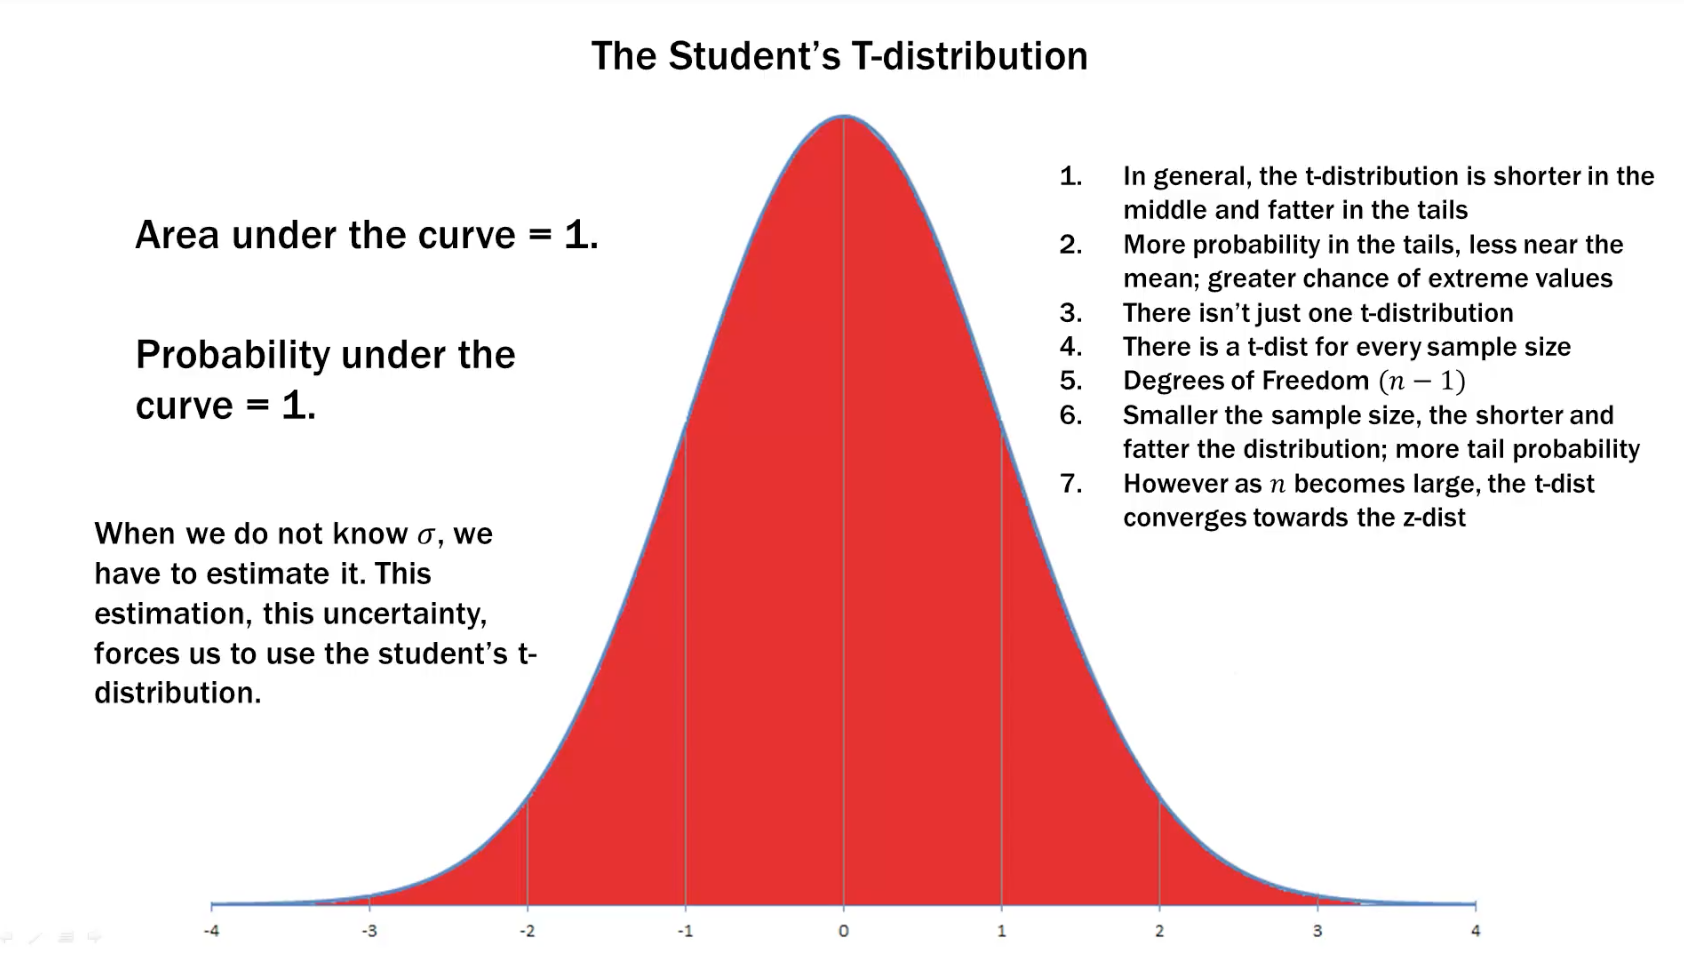 The Student’s T-distribution
Area under the curve = 1.
Probability under the
curve = 1.
When we do not know σ, we
have to estimate it. This
estimation, this uncertainty,
forces us to use the student’s t-
distribution.
1. In general, the t-distribution is shorter in the
middle and fatter in the tails
2. More probability in the tails, less near the
mean; greater chance of extreme values
3. There isn’t just one t-distribution
4. There is a t-dist for every sample size
5. Degrees of Freedom (n − 1)
6. Smaller the sample size, the shorter and
fatter the distribution; more tail probability
7. However as n becomes large, the t-dist
converges towards the z-dist
-4 -3 -2 -1 0 1 2 3 4